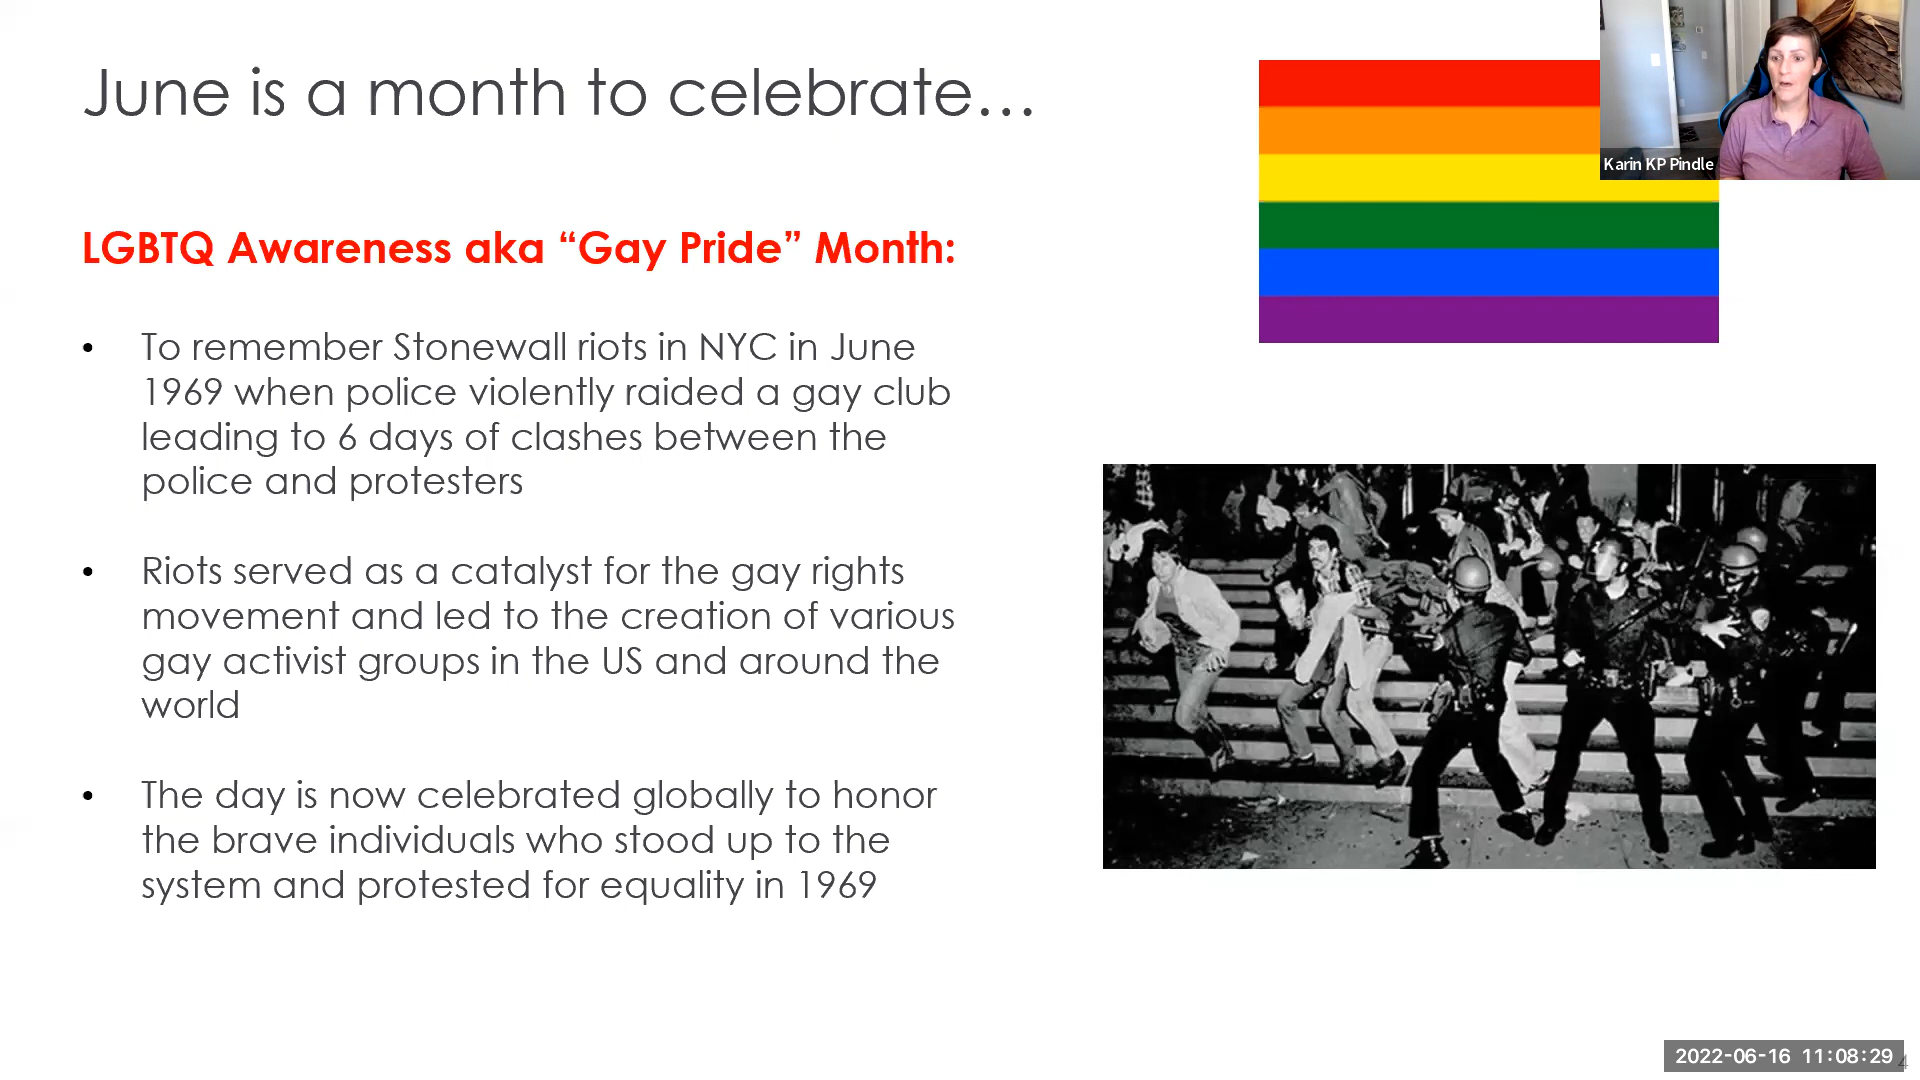 June is a month to celebrate…
Karin KP Pindle
LGBTQ Awareness aka “Gay Pride” Month:
• To remember Stonewall riots in NYC in June
1969 when police violently raided a gay club
leading to 6 days of clashes between the
police and protesters
• Riots served as a catalyst for the gay rights
movement and led to the creation of various
gay activist groups in the US and around the
world
• The day is now celebrated globally to honor
the brave individuals who stood up to the
system and protested for equality in 1969
2022-06-16 11:08:29
4